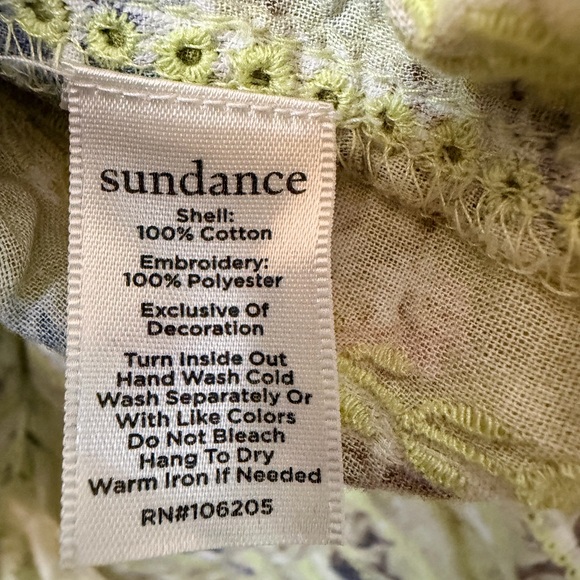 sundance
Shell:
100% Cotton
Embroidery:
100% Polyester
Exclusive Of
Decoration
Turn Inside Out
Hand Wash Cold
Wash Separately Or
With Like Colors
Do Not Bleach
Hang To Dry
Warm Iron If Needed
RN#106205